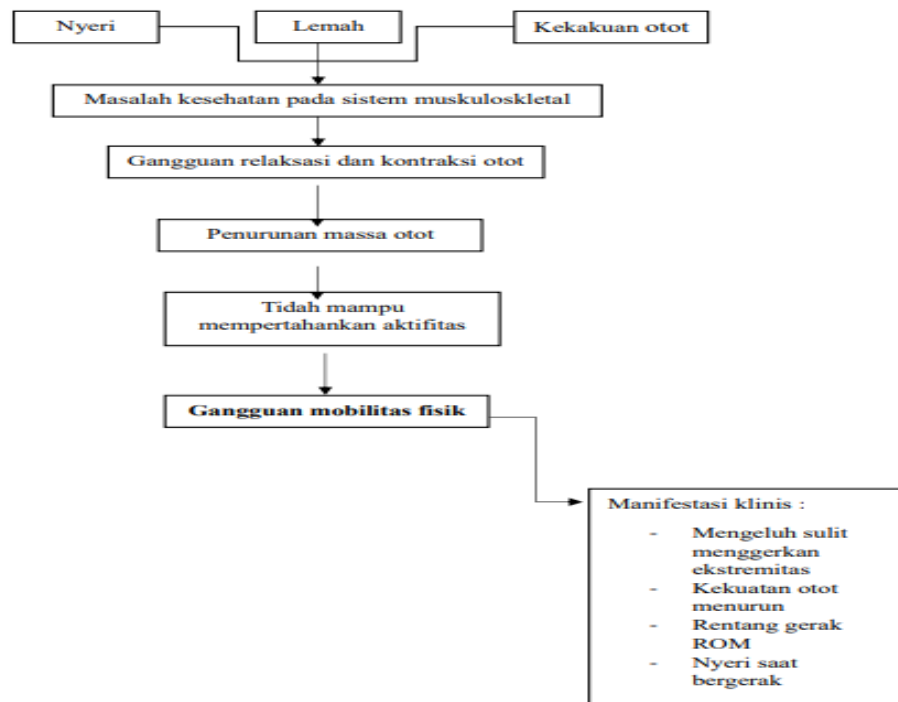 Nyeri
Lemah
Kekakuan otot
Masalah kesehatan pada sistem muskuloskletal
Gangguan relaksasi dan kontraksi otot
Penurunan massa otot
Tidah mampu
mempertahankan aktifitas
Gangguan mobilitas fisik
Manifestasi klinis :
- Mengeluh sulit
menggerkan
ekstremitas
- Kekuatan otot
menurun
- Rentang gerak
ROM
- Nyeri saat
bergerak